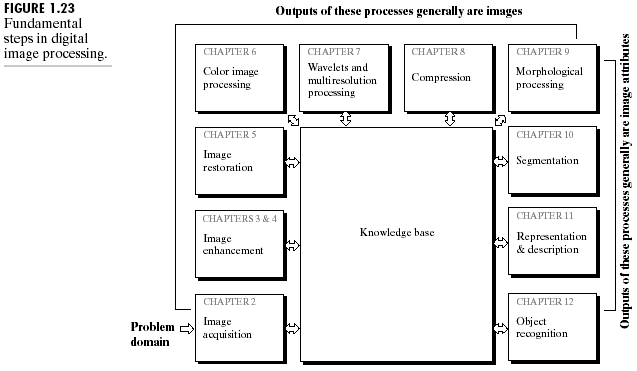 FIGURE 1.23
Fundamental
steps in digital
image processing.
Outputs of these processes generally are images
CHAPTER 6
Color image
processing
CHAPTER 7
Wavelets and
multiresolution
processing
CHAPTER 8
Compression
CHAPTER 9
Morphological
processing
CHAPTER 5
Image
restoration
CHAPTERS 3 & 4
Image
enhancement
CHAPTER 2
Image
acquisition
Problem
domain
Knowledge base
CHAPTER 10
Segmentation
CHAPTER 11
Representation
& description
CHAPTER 12
Object
recognition
Outputs of these processes generally are image attributes